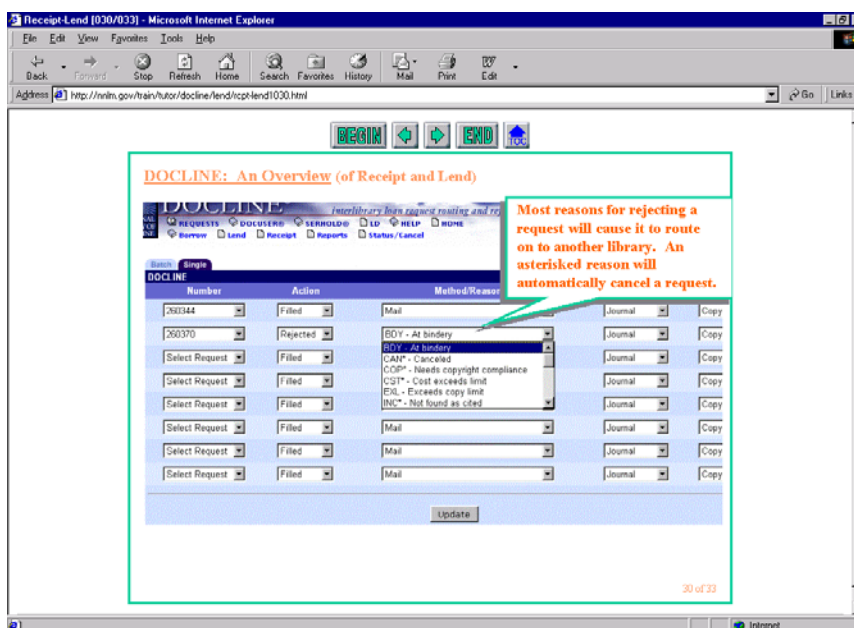 Receipt-Lend [030/033] - Microsoft Internet Explorer
File Edit View Favorites Tools Help
Back Forward Stop Refresh Home Search Favorites History Mail Print Edit
Address http://nnlm.gov/train/tutor/docline/lend/rcpt-lend1030.html Go Links
BEGIN END TOC
DOCLINE: An Overview (of Receipt and Lend)
DOCLINE interlibrary loan request routing and ref
REQUESTS DOCUSER® SERHOLD® LD HELP HOME
Borrow Lend Receipt Reports Status/Cancel
Most reasons for rejecting a
request will cause it to route
on to another library. An
asterisked reason will
automatically cancel a request.
Batch Single
DOCLINE
Number Action Method/Reason
260344 Filled Mail Journal Copy
260370 Rejected BDY - At bindery Journal Copy
BDY - At bindery
Select Request Filled CAN* - Canceled Journal Copy
COP* - Needs copyright compliance
Select Request Filled CST* - Cost exceeds limit Journal Copy
EXL - Exceeds copy limit
Select Request Filled INC* - Not found as cited Journal Copy
Select Request Filled Mail Journal Copy
Select Request Filled Mail Journal Copy
Select Request Filled Mail Journal Copy
Update
30 of 33
Internet